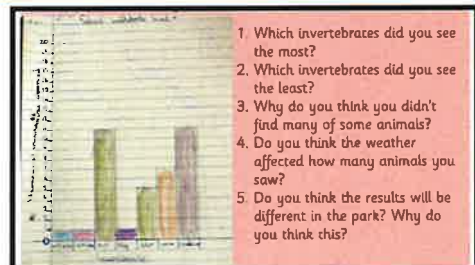 1. Which invertebrates did you see
the most?
2. Which invertebrates did you see
the least?
3. Why do you think you didn't
find many of some animals?
4. Do you think the weather
affected how many animals you
saw?
5. Do you think the results will be
different in the park? Why do
you think this?